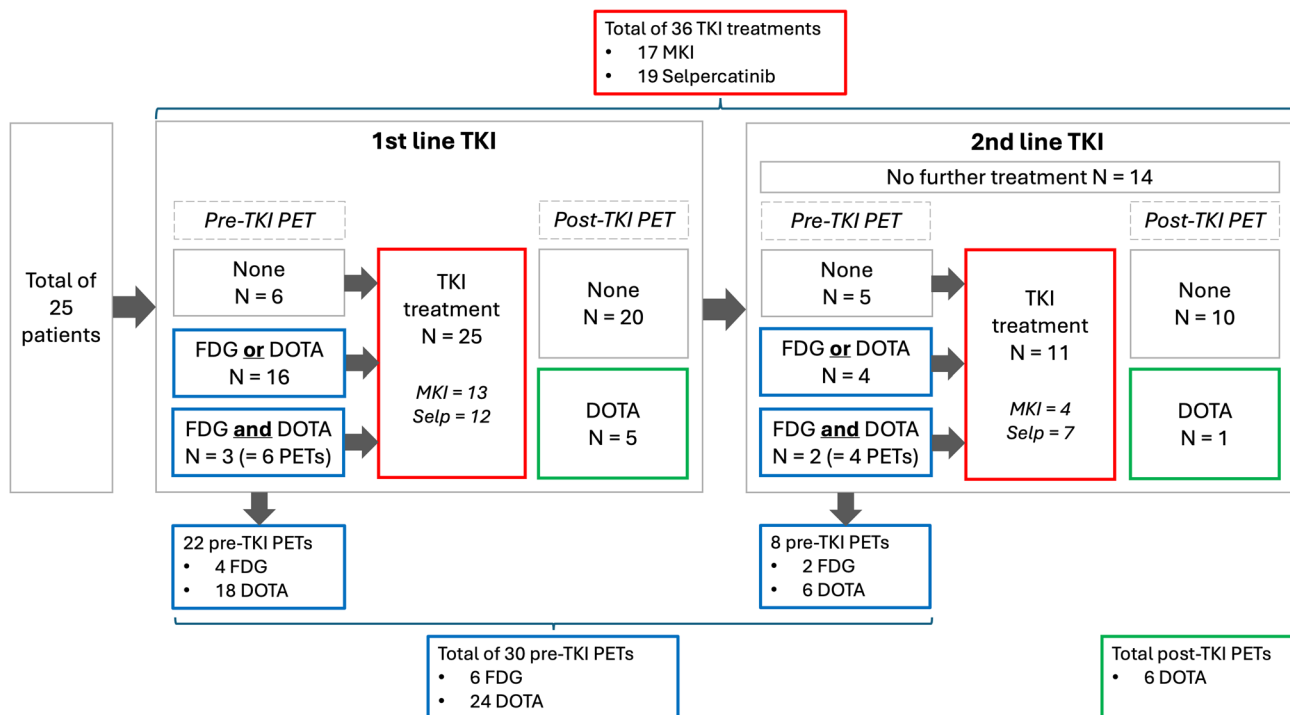 Total of 36 TKI treatments
• 17 MKI
• 19 Selpercatinib
Total of
25
patients
1st line TKI
Pre-TKI PET
None
N = 6
FDG or DOTA
N = 16
FDG and DOTA
N = 3 (= 6 PETs)
TKI
treatment
N = 25
MKI = 13
Selp = 12
Post-TKI PET
None
N = 20
DOTA
N = 5
2nd line TKI
No further treatment N = 14
Pre-TKI PET
None
N = 5
FDG or DOTA
N = 4
FDG and DOTA
N = 2 (= 4 PETs)
TKI
treatment
N = 11
MKI = 4
Selp = 7
Post-TKI PET
None
N = 10
DOTA
N = 1
22 pre-TKI PETs
• 4 FDG
• 18 DOTA
8 pre-TKI PETs
• 2 FDG
• 6 DOTA
Total of 30 pre-TKI PETs
• 6 FDG
• 24 DOTA
Total post-TKI PETs
• 6 DOTA